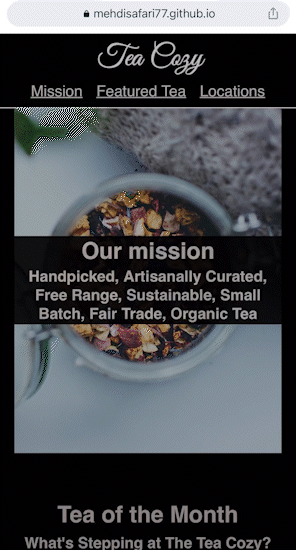 mehdisafari77.github.io
Tea Cozy
Mission Featured Tea Locations
Our mission
Handpicked, Artisanally Curated,
Free Range, Sustainable, Small
Batch, Fair Trade, Organic Tea
Tea of the Month
What's Stepping at The Tea Cozy?